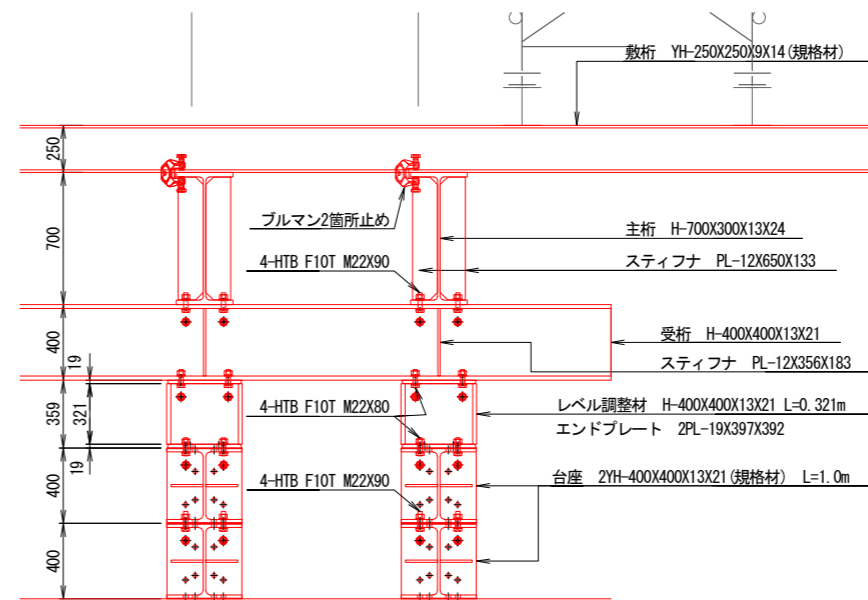 敷桁 YH-250X250X9X14(規格材)
250
ブルマン2箇所止め
主桁 H-700X300X13X24
700
4-HTB F10T M22X90
スティフナ PL-12X650X133
受桁 H-400X400X13X21
400
スティフナ PL-12X356X183
19
4-HTB F10T M22X80
レベル調整材 H-400X400X13X21 L=0.321m
359
321
エンドプレート 2PL-19X397X392
19
4-HTB F10T M22X90
台座 2YH-400X400X13X21(規格材) L=1.0m
400
400